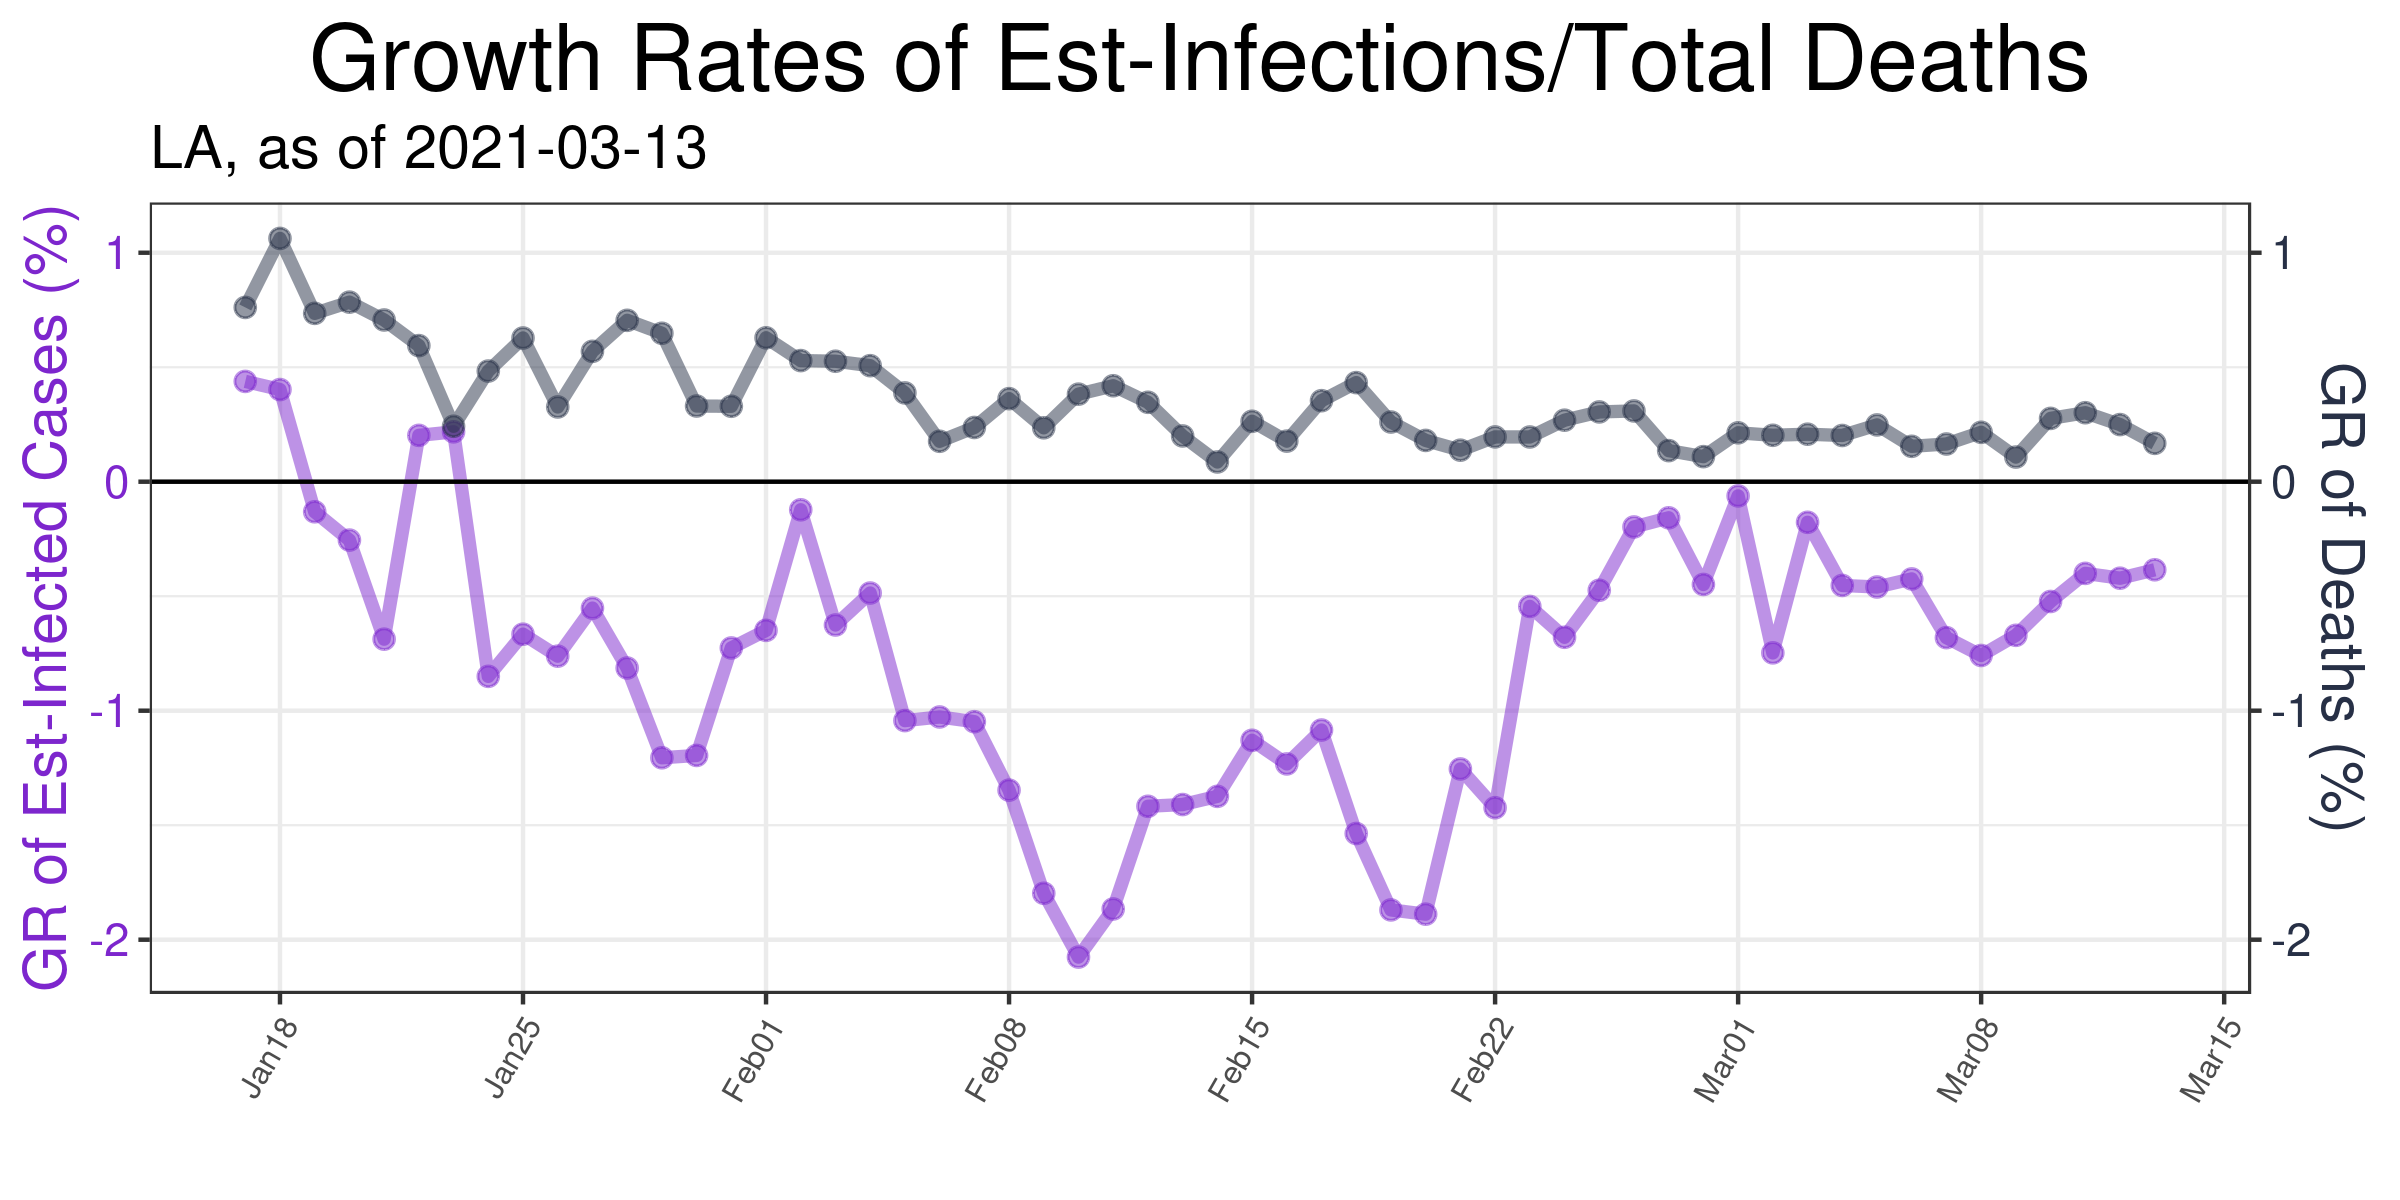 Growth Rates of Est-Infections/Total Deaths
LA, as of 2021-03-13
GR of Est-Infected Cases (%)
1
0
-1
-2
1
0
-1
-2
GR of Deaths (%)
Jan18
Jan25
Feb01
Feb08
Feb15
Feb22
Mar01
Mar08
Mar15